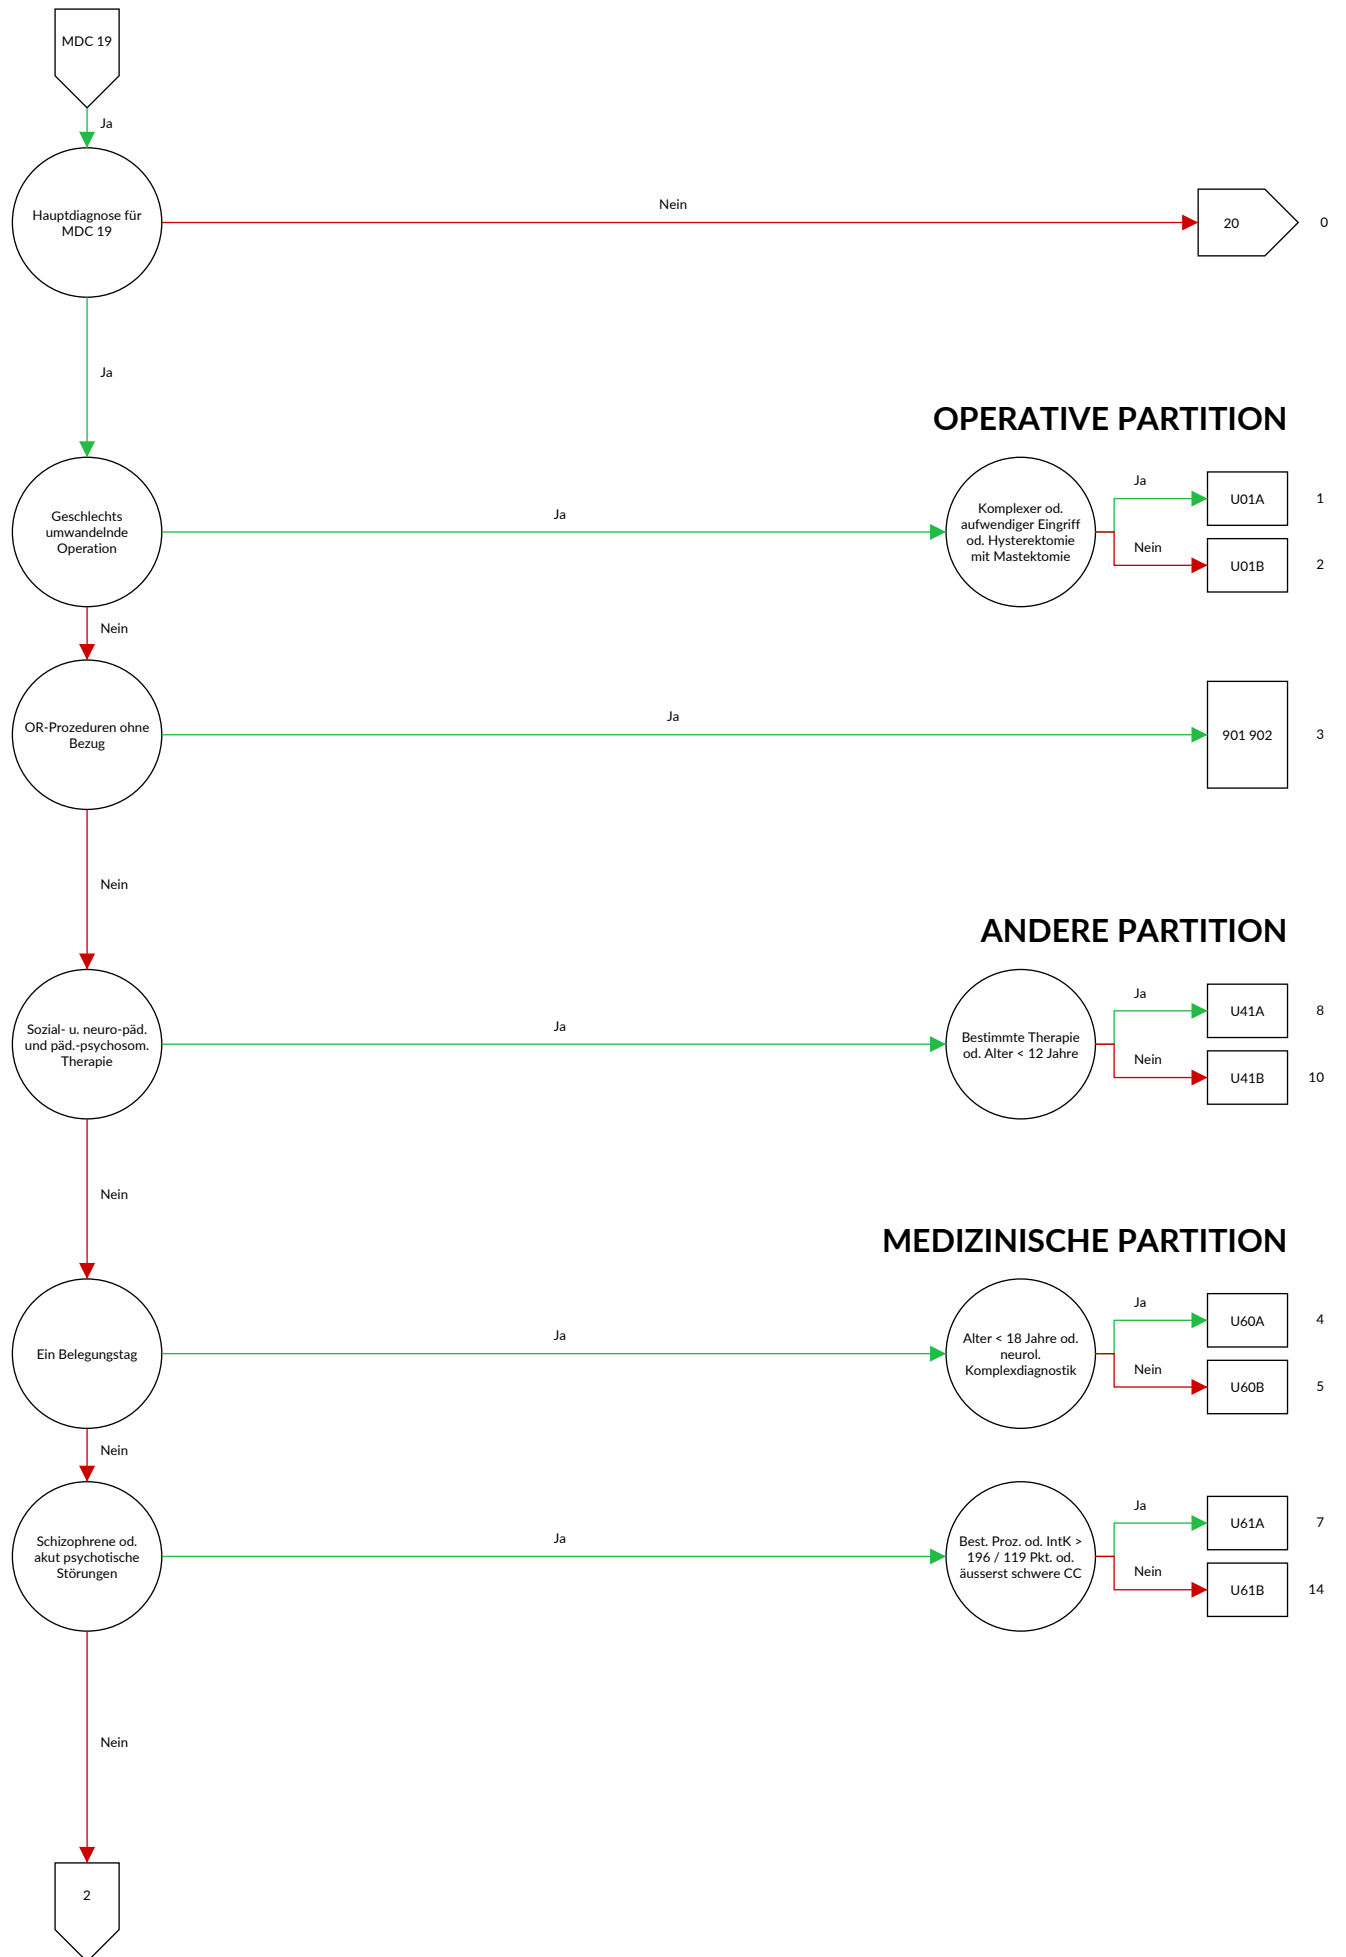 MDC 19
Ja
Hauptdiagnose für
MDC 19
Nein
20
0
Ja
OPERATIVE PARTITION
Geschlechts
umwandelnde
Operation
Ja
Komplexer od.
aufwendiger Eingriff
od. Hysterektomie
mit Mastektomie
Ja
U01A
1
Nein
U01B
2
Nein
OR-Prozeduren ohne
Bezug
Ja
901 902
3
Nein
ANDERE PARTITION
Sozial- u. neuro-päd.
und päd.-psychosom.
Therapie
Ja
Bestimmte Therapie
od. Alter < 12 Jahre
Ja
U41A
8
Nein
U41B
10
Nein
MEDIZINISCHE PARTITION
Ein Belegungstag
Ja
Alter < 18 Jahre od.
neurol.
Komplexdiagnostik
Ja
U60A
4
Nein
U60B
5
Nein
Schizophrene od.
akut psychotische
Störungen
Ja
Best. Proz. od. IntK >
196 / 119 Pkt. od.
äusserst schwere CC
Ja
U61A
7
Nein
U61B
14
Nein
2